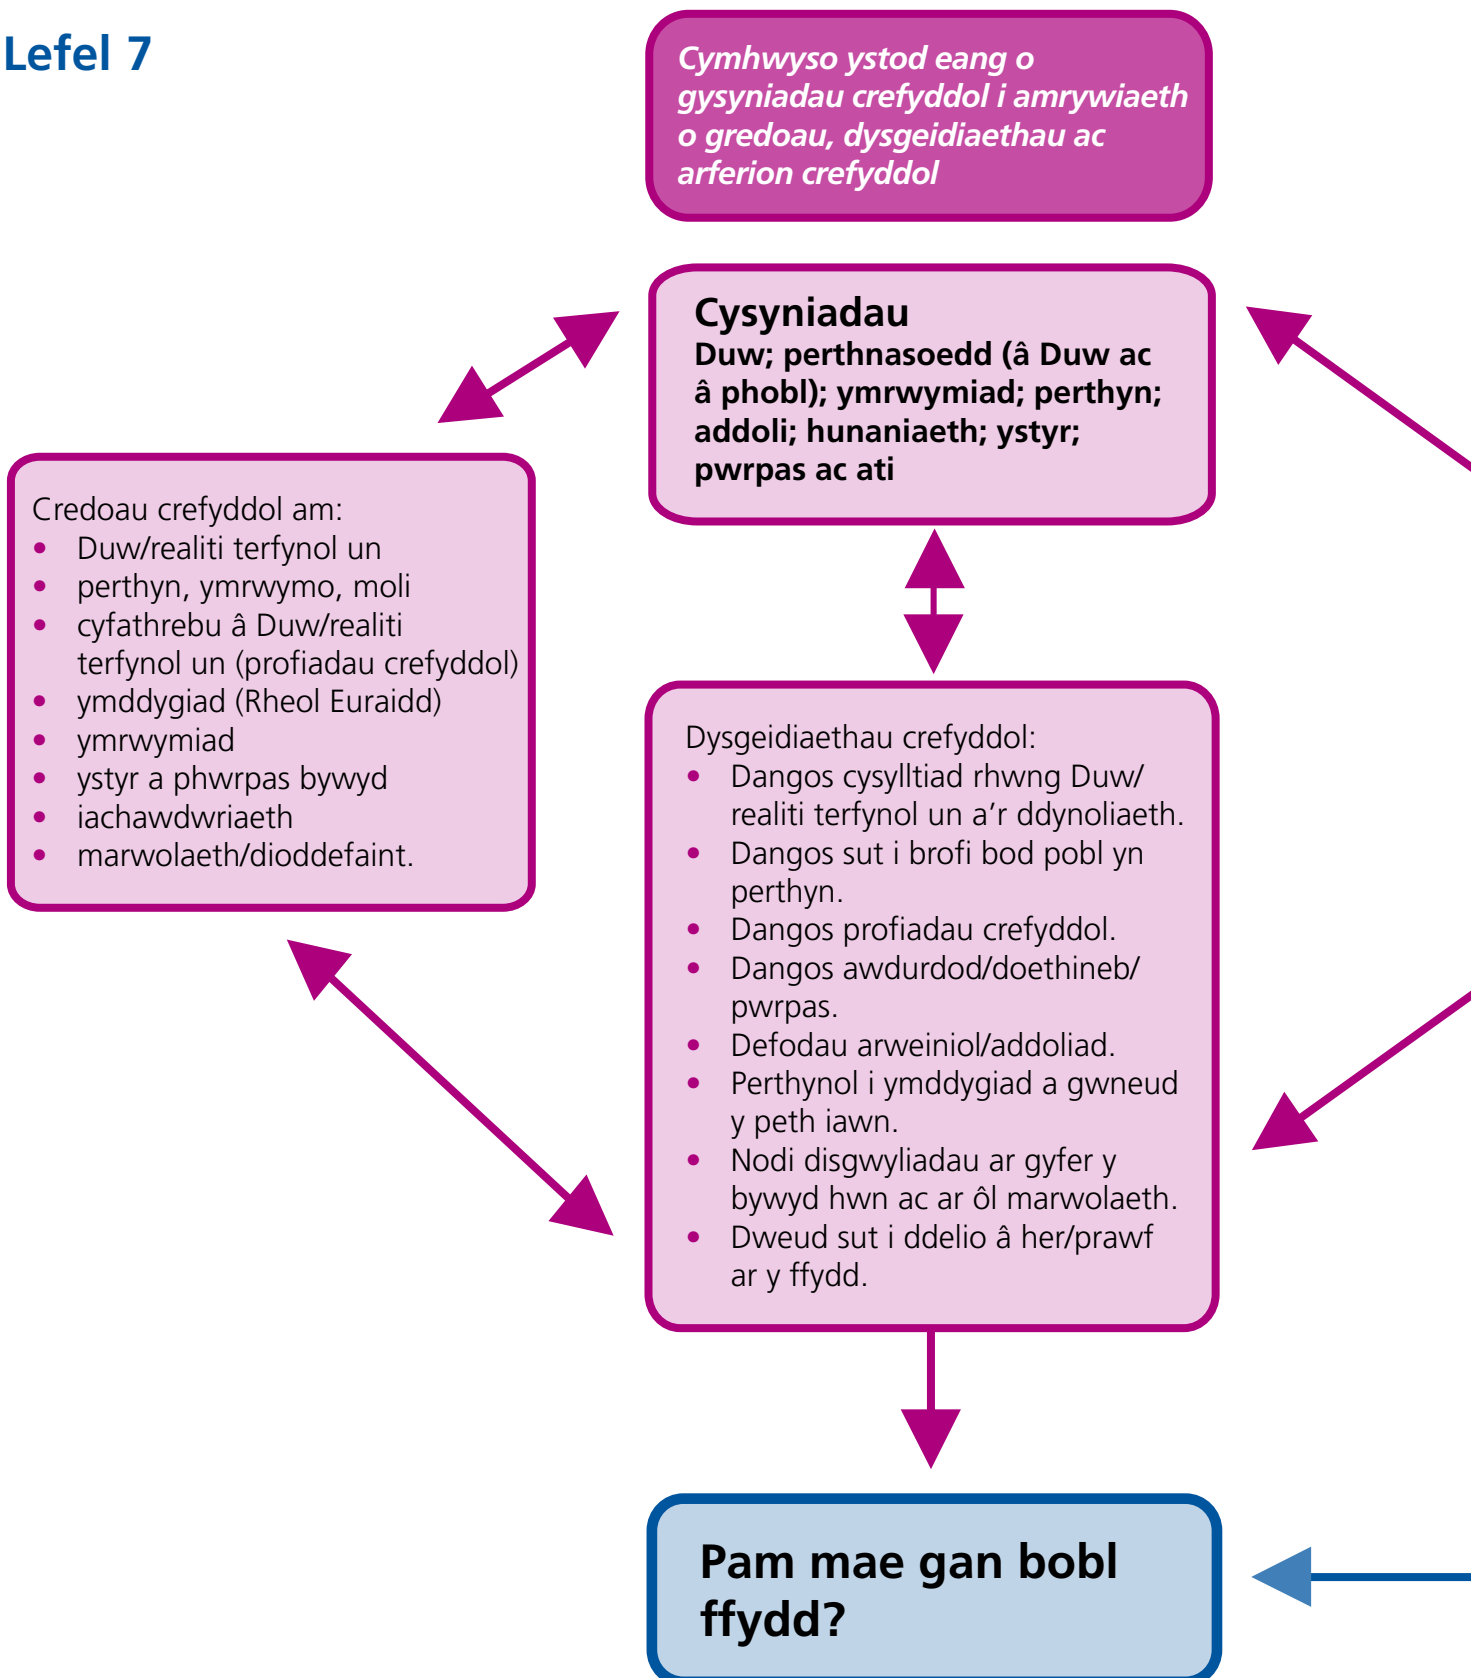 Lefel 7
Cymhwyso ystod eang o
gysyniadau crefyddol i amrywiaeth
o gredoau, dysgeidiaethau ac
arferion crefyddol
Cysyniadau
Duw; perthnasoedd (â Duw ac
â phobl); ymrwymiad; perthyn;
addoli; hunaniaeth; ystyr;
pwrpas ac ati
Credoau crefyddol am:
• Duw/realiti terfynol un
• perthyn, ymrwymo, moli
• cyfathrebu â Duw/realiti
terfynol un (profiadau crefyddol)
• ymddygiad (Rheol Euraidd)
• ymrwymiad
• ystyr a phwrpas bywyd
• iachawdwriaeth
• marwolaeth/dioddefaint.
Dysgeidiaethau crefyddol:
• Dangos cysylltiad rhwng Duw/
realiti terfynol un a'r ddynoliaeth.
• Dangos sut i brofi bod pobl yn
perthyn.
• Dangos profiadau crefyddol.
• Dangos awdurdod/doethineb/
pwrpas.
• Defodau arweiniol/addoliad.
• Perthynol i ymddygiad a gwneud
y peth iawn.
• Nodi disgwyliadau ar gyfer y
bywyd hwn ac ar ôl marwolaeth.
• Dweud sut i ddelio â her/prawf
ar y ffydd.
Pam mae gan bobl
ffydd?